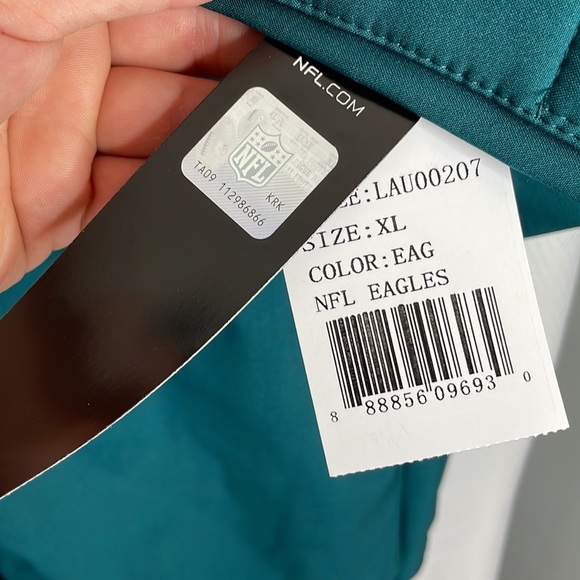 NFL.COM
NFL
TA09 112986866
KRK
E:LAU00207
SIZE:XL
COLOR:EAG
NFL EAGLES
8 88856 09693 0